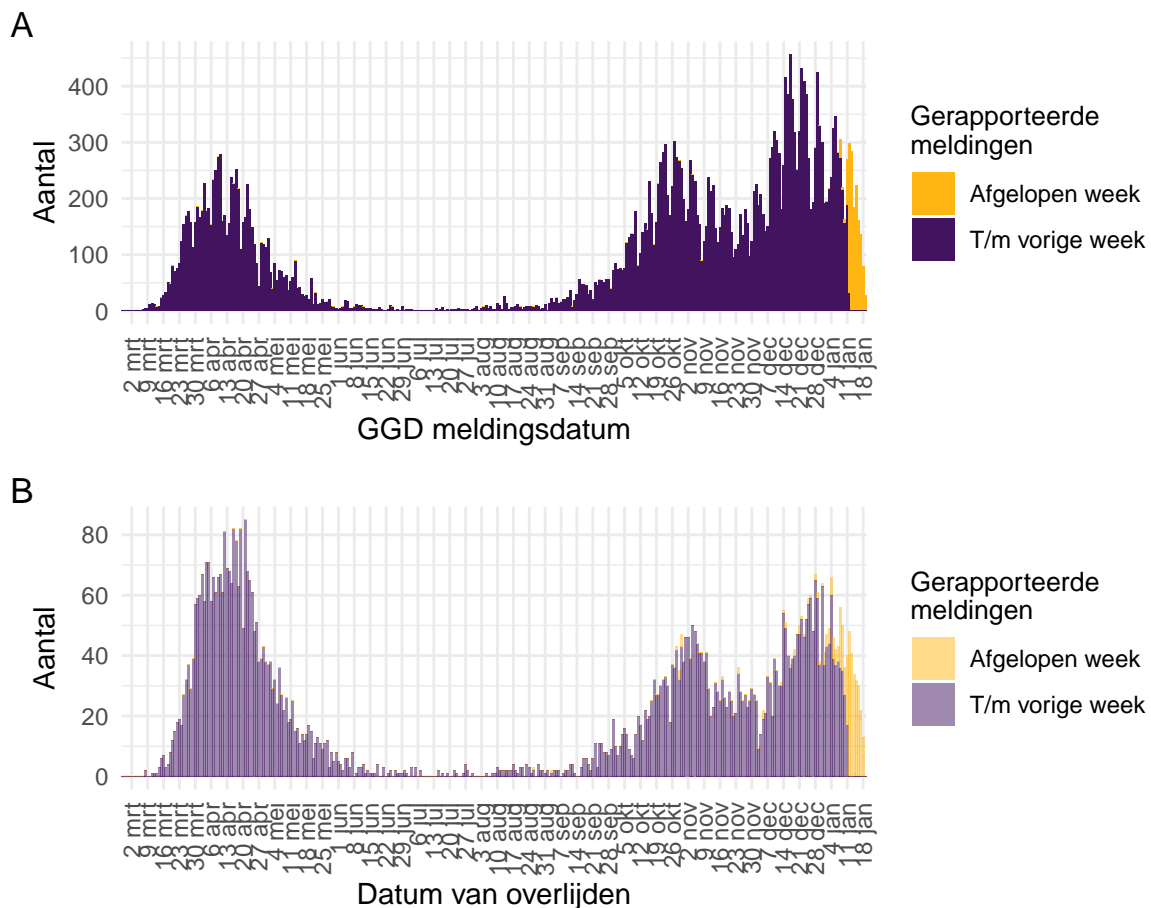 A
Aantal
400
300
200
100
0
2 mrt
9 mrt
16 mrt
23 mrt
30 mrt
6 apr
13 apr
20 apr
27 apr
4 mei
11 mei
18 mei
25 mei
1 jun
8 jun
15 jun
22 jun
29 jun
6 jul
13 jul
20 jul
27 jul
3 aug
10 aug
17 aug
24 aug
31 aug
7 sep
14 sep
21 sep
28 sep
5 okt
12 okt
19 okt
26 okt
2 nov
9 nov
16 nov
23 nov
30 nov
7 dec
14 dec
21 dec
28 dec
4 jan
11 jan
18 jan
GGD meldingsdatum
Gerapporteerde
meldingen
Afgelopen week
T/m vorige week
B
Aantal
80
60
40
20
0
2 mrt
9 mrt
16 mrt
23 mrt
30 mrt
6 apr
13 apr
20 apr
27 apr
4 mei
11 mei
18 mei
25 mei
1 jun
8 jun
15 jun
22 jun
29 jun
6 jul
13 jul
20 jul
27 jul
3 aug
10 aug
17 aug
24 aug
31 aug
7 sep
14 sep
21 sep
28 sep
5 okt
12 okt
19 okt
26 okt
2 nov
9 nov
16 nov
23 nov
30 nov
7 dec
14 dec
21 dec
28 dec
4 jan
11 jan
18 jan
Datum van overlijden
Gerapporteerde
meldingen
Afgelopen week
T/m vorige week